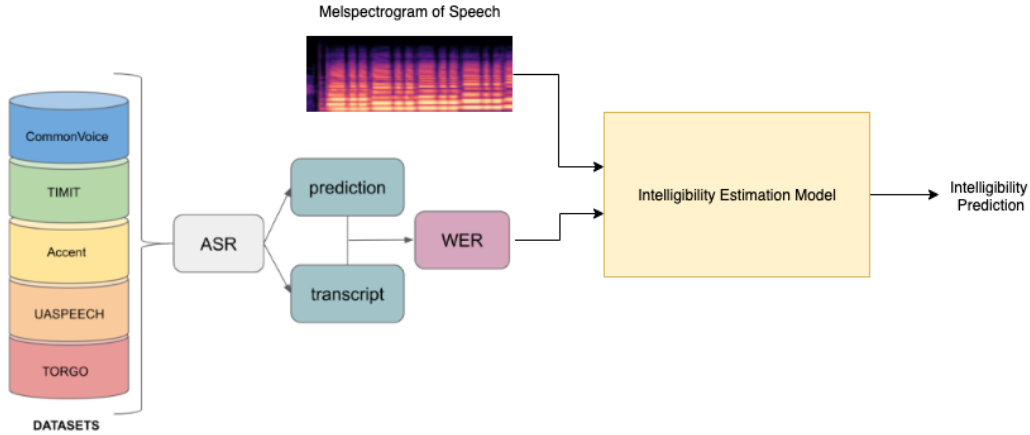 Melspectrogram of Speech
CommonVoice
TIMIT
Accent
UASPEECH
TORGO
DATASETS
ASR
prediction
transcript
WER
Intelligibility Estimation Model
Intelligibility
Prediction